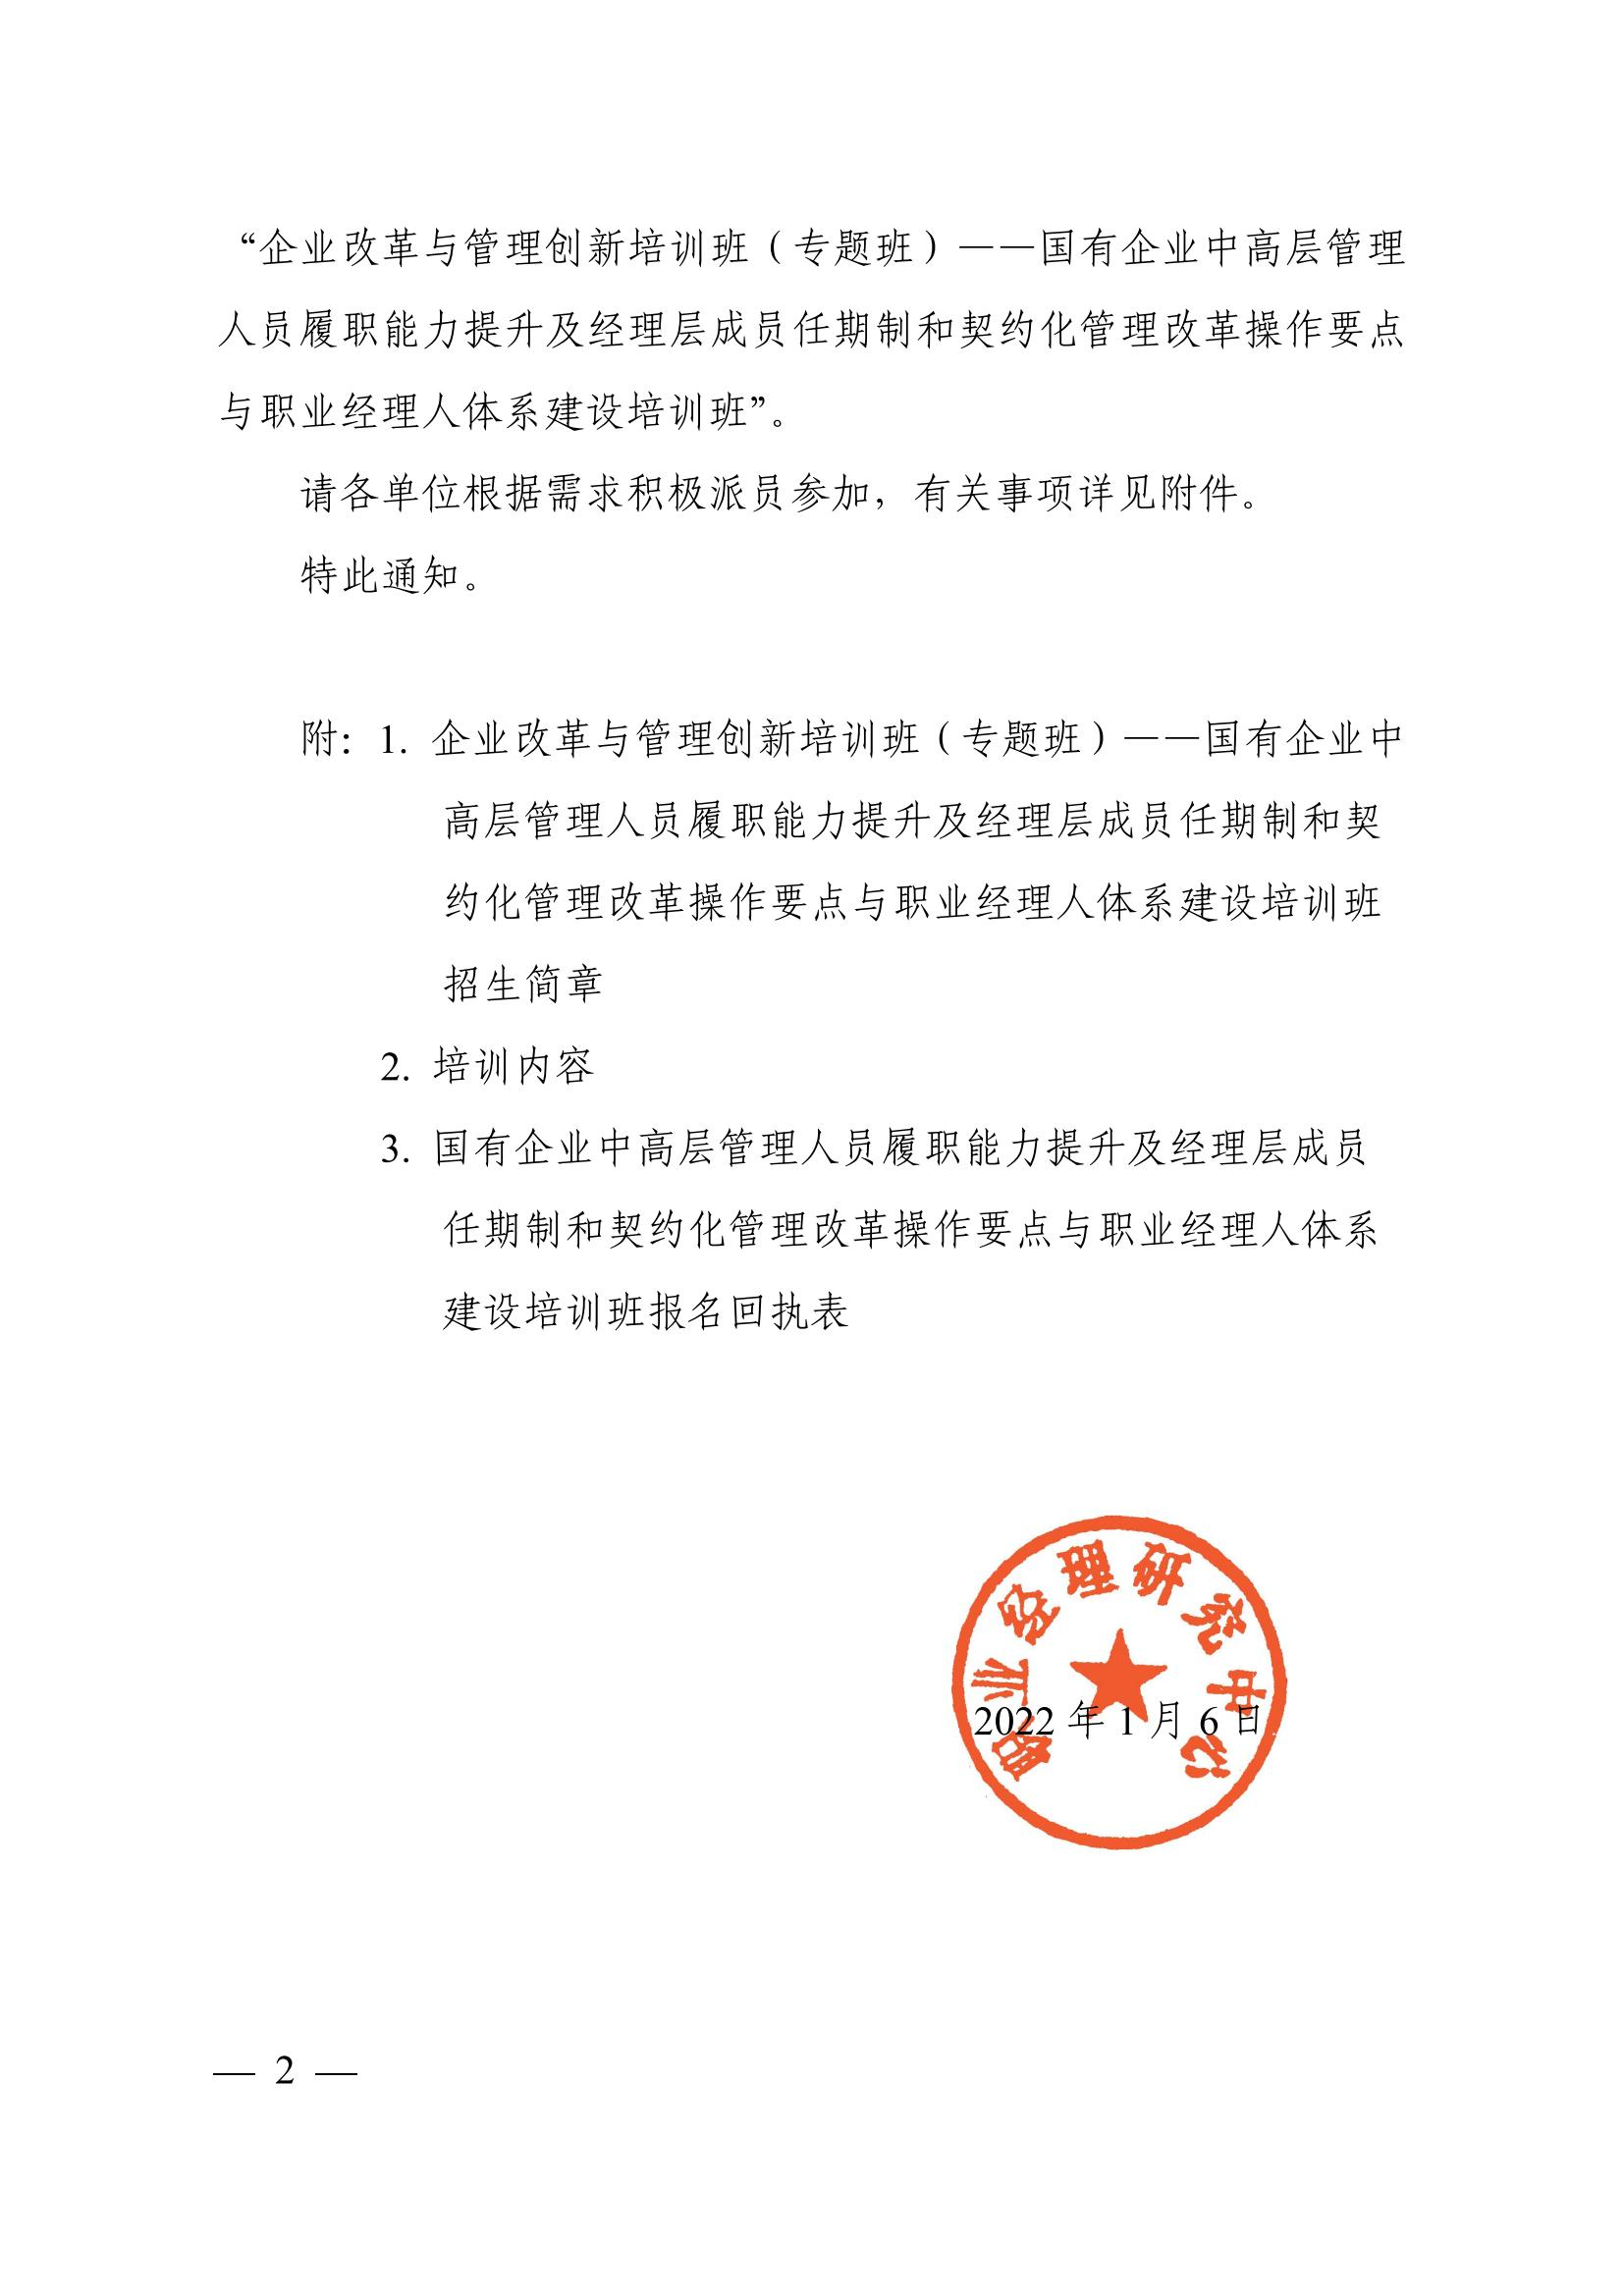 “企业改革与管理创新培训班（专题班）——国有企业中高层管理
人员履职能力提升及经理层成员任期制和契约化管理改革操作要点
与职业经理人体系建设培训班”。
请各单位根据需求积极派员参加，有关事项详见附件。
特此通知。
附：1. 企业改革与管理创新培训班（专题班）——国有企业中
高层管理人员履职能力提升及经理层成员任期制和契
约化管理改革操作要点与职业经理人体系建设培训班
招生简章
2. 培训内容
3. 国有企业中高层管理人员履职能力提升及经理层成员
任期制和契约化管理改革操作要点与职业经理人体系
建设培训班报名回执表
职业经理研究中心
2022 年 1 月 6 日
— 2 —